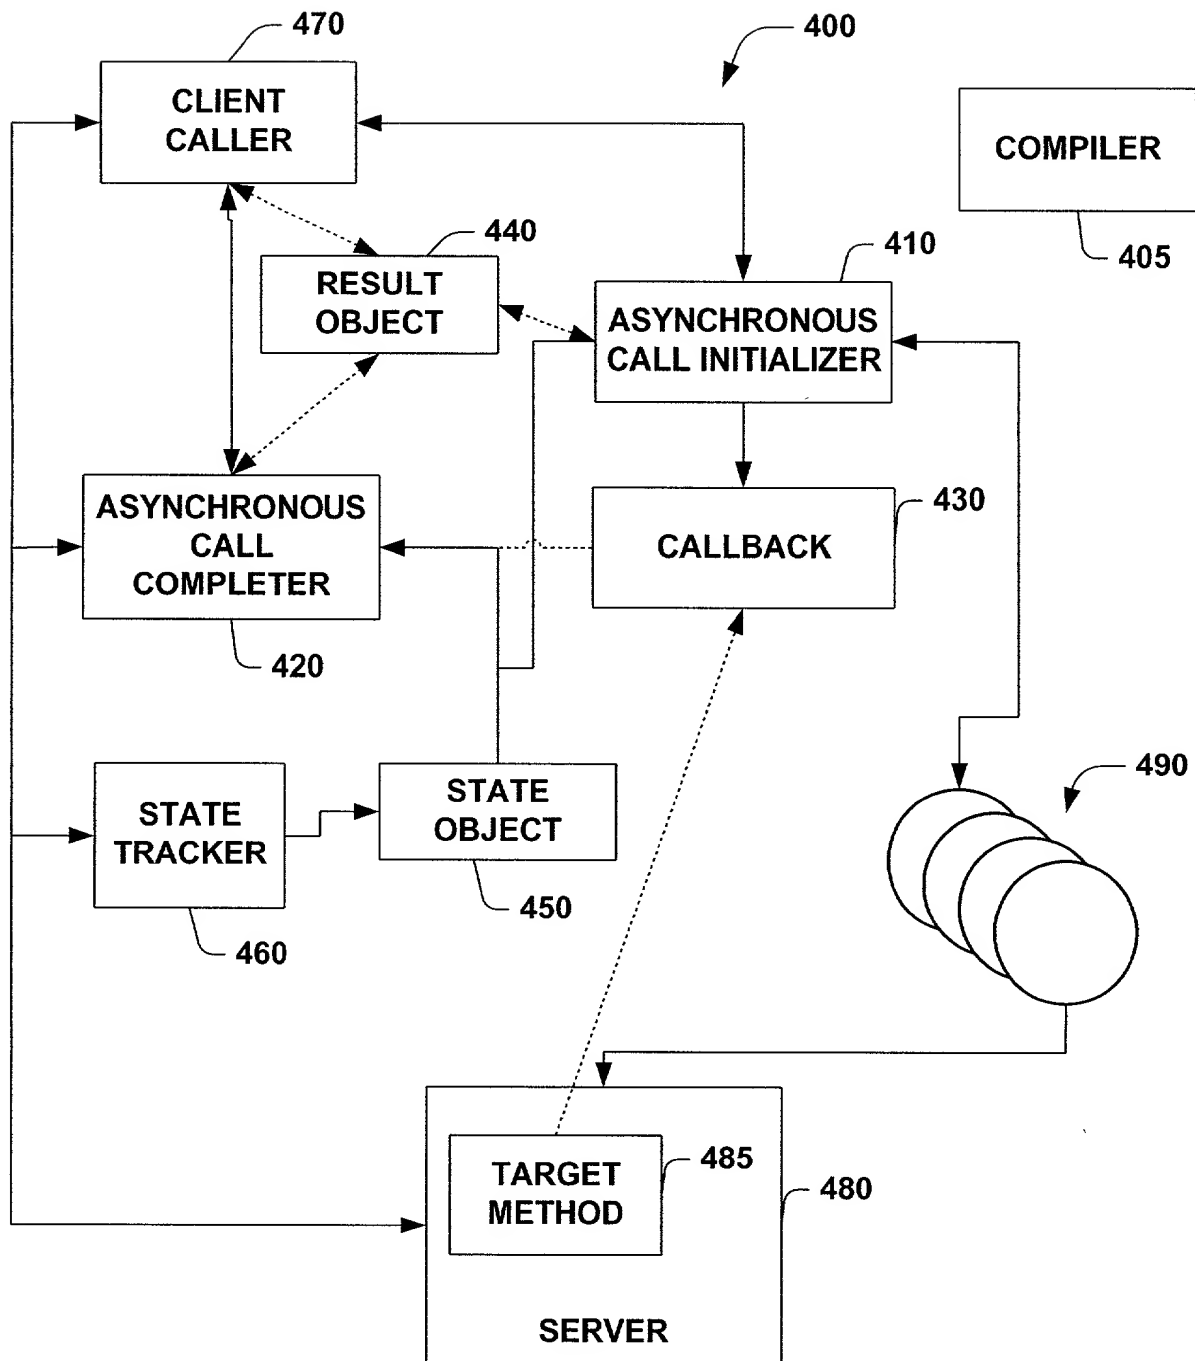 470
400
CLIENT
CALLER
COMPILER
405
440
410
RESULT
OBJECT
ASYNCHRONOUS
CALL INITIALIZER
ASYNCHRONOUS
CALL
COMPLETER
420
CALLBACK
430
STATE
TRACKER
460
STATE
OBJECT
450
490
TARGET
METHOD
485
480
SERVER